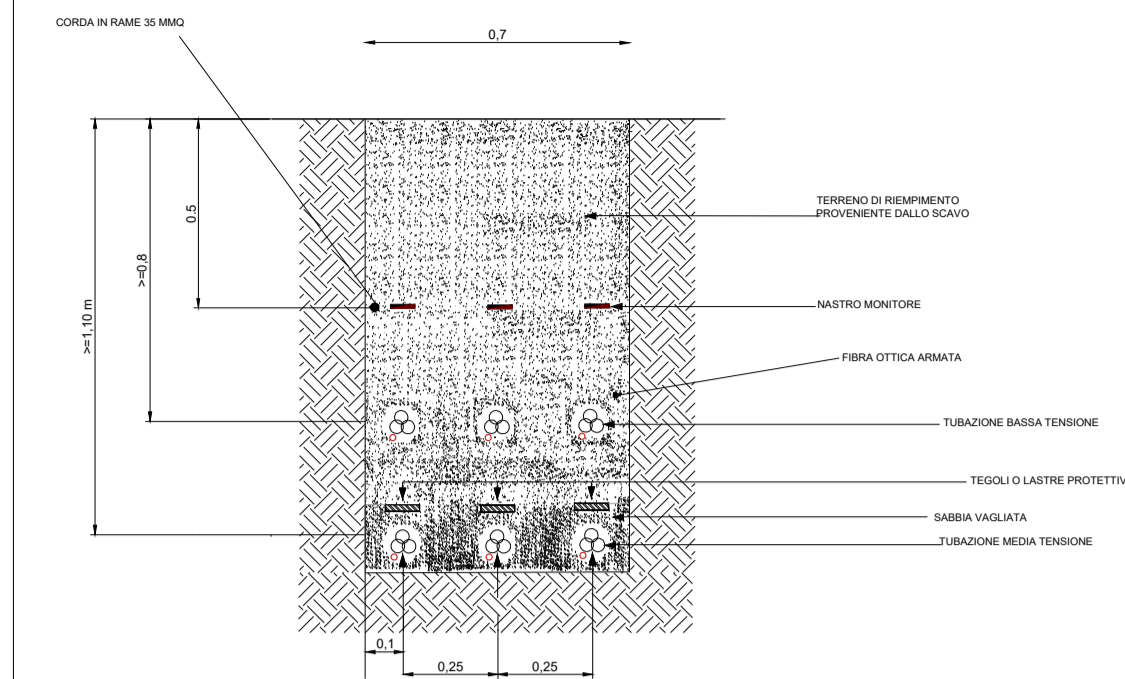 CORDA IN RAME 35 MMQ
0,7
0.5
>=0,8
>=1,10 m
TERRENO DI RIEMPIMENTO
PROVENIENTE DALLO SCAVO
NASTRO MONITORE
FIBRA OTTICA ARMATA
TUBAZIONE BASSA TENSIONE
TEGOLI O LASTRE PROTETTIV
SABBIA VAGLIATA
TUBAZIONE MEDIA TENSIONE
0,1
0,25
0,25